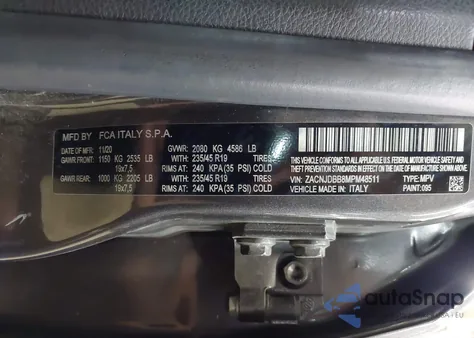 MFD BY FCA ITALY S.P.A.
DATE OF MFR: 11/20 GVWR: 2080 KG 4586 LB
GAWR FRONT: 1150 KG 2535 LB WITH 235/45 R19 TIRES
19x7,5 RIMS AT: 240 KPA(35 PSI) COLD
GAWR REAR: 1000 KG 2205 LB WITH 235/45 R19 TIRES
19x7,5 RIMS AT: 240 KPA(35 PSI) COLD
THIS VEHICLE CONFORMS TO ALL APPLICABLE U.S. FEDERAL MOTOR VEHICLE SAFETY, BUMPER, AND
THEFT PREVENTION STANDARDS IN EFFECT ON THE DATE OF MANUFACTURE SHOWN ABOVE.
VIN: ZACNJDBB8MPM48511 TYPE: MPV
VEHICLE MADE IN: ITALY PAINT: 095
autoSnap